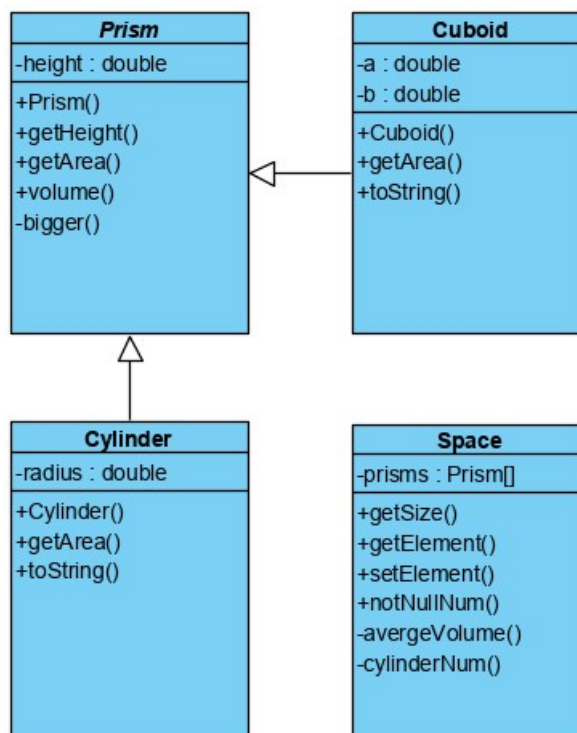 Prism
-height : double
+Prism()
+getHeight()
+getArea()
+volume()
-bigger()
Cuboid
-a : double
-b : double
+Cuboid()
+getArea()
+toString()
Cylinder
-radius : double
+Cylinder()
+getArea()
+toString()
Space
-prisms : Prism[]
+getSize()
+getElement()
+setElement()
+notNullNum()
-avergeVolume()
-cylinderNum()